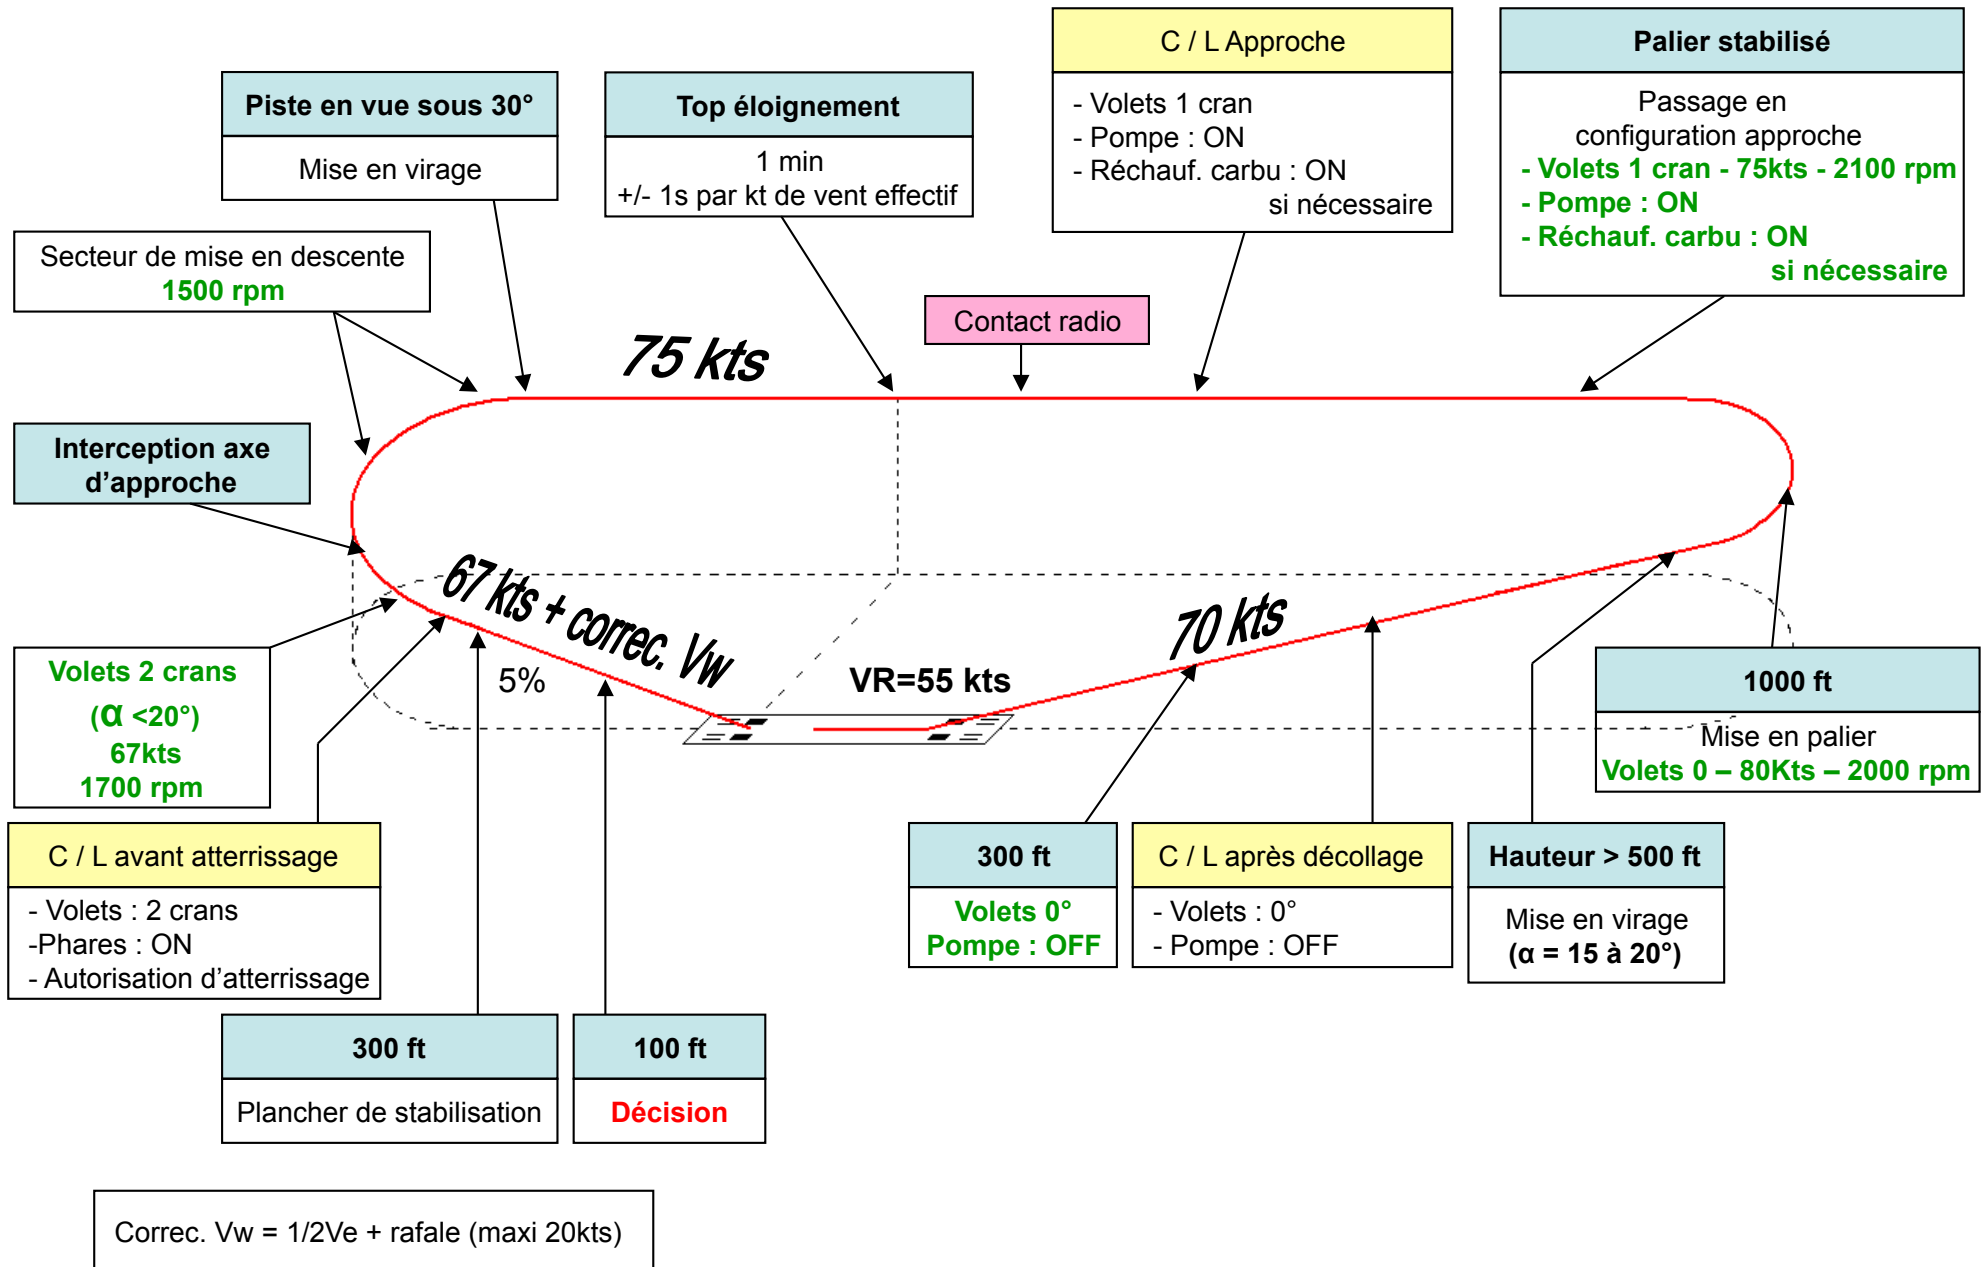 C / L Approche
- Volets 1 cran
- Pompe : ON
- Réchauf. carbu : ON
si nécessaire
Palier stabilisé
Passage en
configuration approche
- Volets 1 cran - 75kts - 2100 rpm
- Pompe : ON
- Réchauf. carbu : ON
si nécessaire
Piste en vue sous 30°
Mise en virage
Top éloignement
1 min
+/- 1s par kt de vent effectif
Secteur de mise en descente
1500 rpm
Contact radio
75 kts
Interception axe
d’approche
67 kts + correc. Vw
70 kts
Volets 2 crans
(α <20°)
67kts
1700 rpm
5%
VR=55 kts
1000 ft
Mise en palier
Volets 0 – 80Kts – 2000 rpm
C / L avant atterrissage
- Volets : 2 crans
-Phares : ON
- Autorisation d’atterrissage
300 ft
Volets 0°
Pompe : OFF
C / L après décollage
- Volets : 0°
- Pompe : OFF
Hauteur > 500 ft
Mise en virage
(α = 15 à 20°)
300 ft
Plancher de stabilisation
100 ft
Décision
Correc. Vw = 1/2Ve + rafale (maxi 20kts)